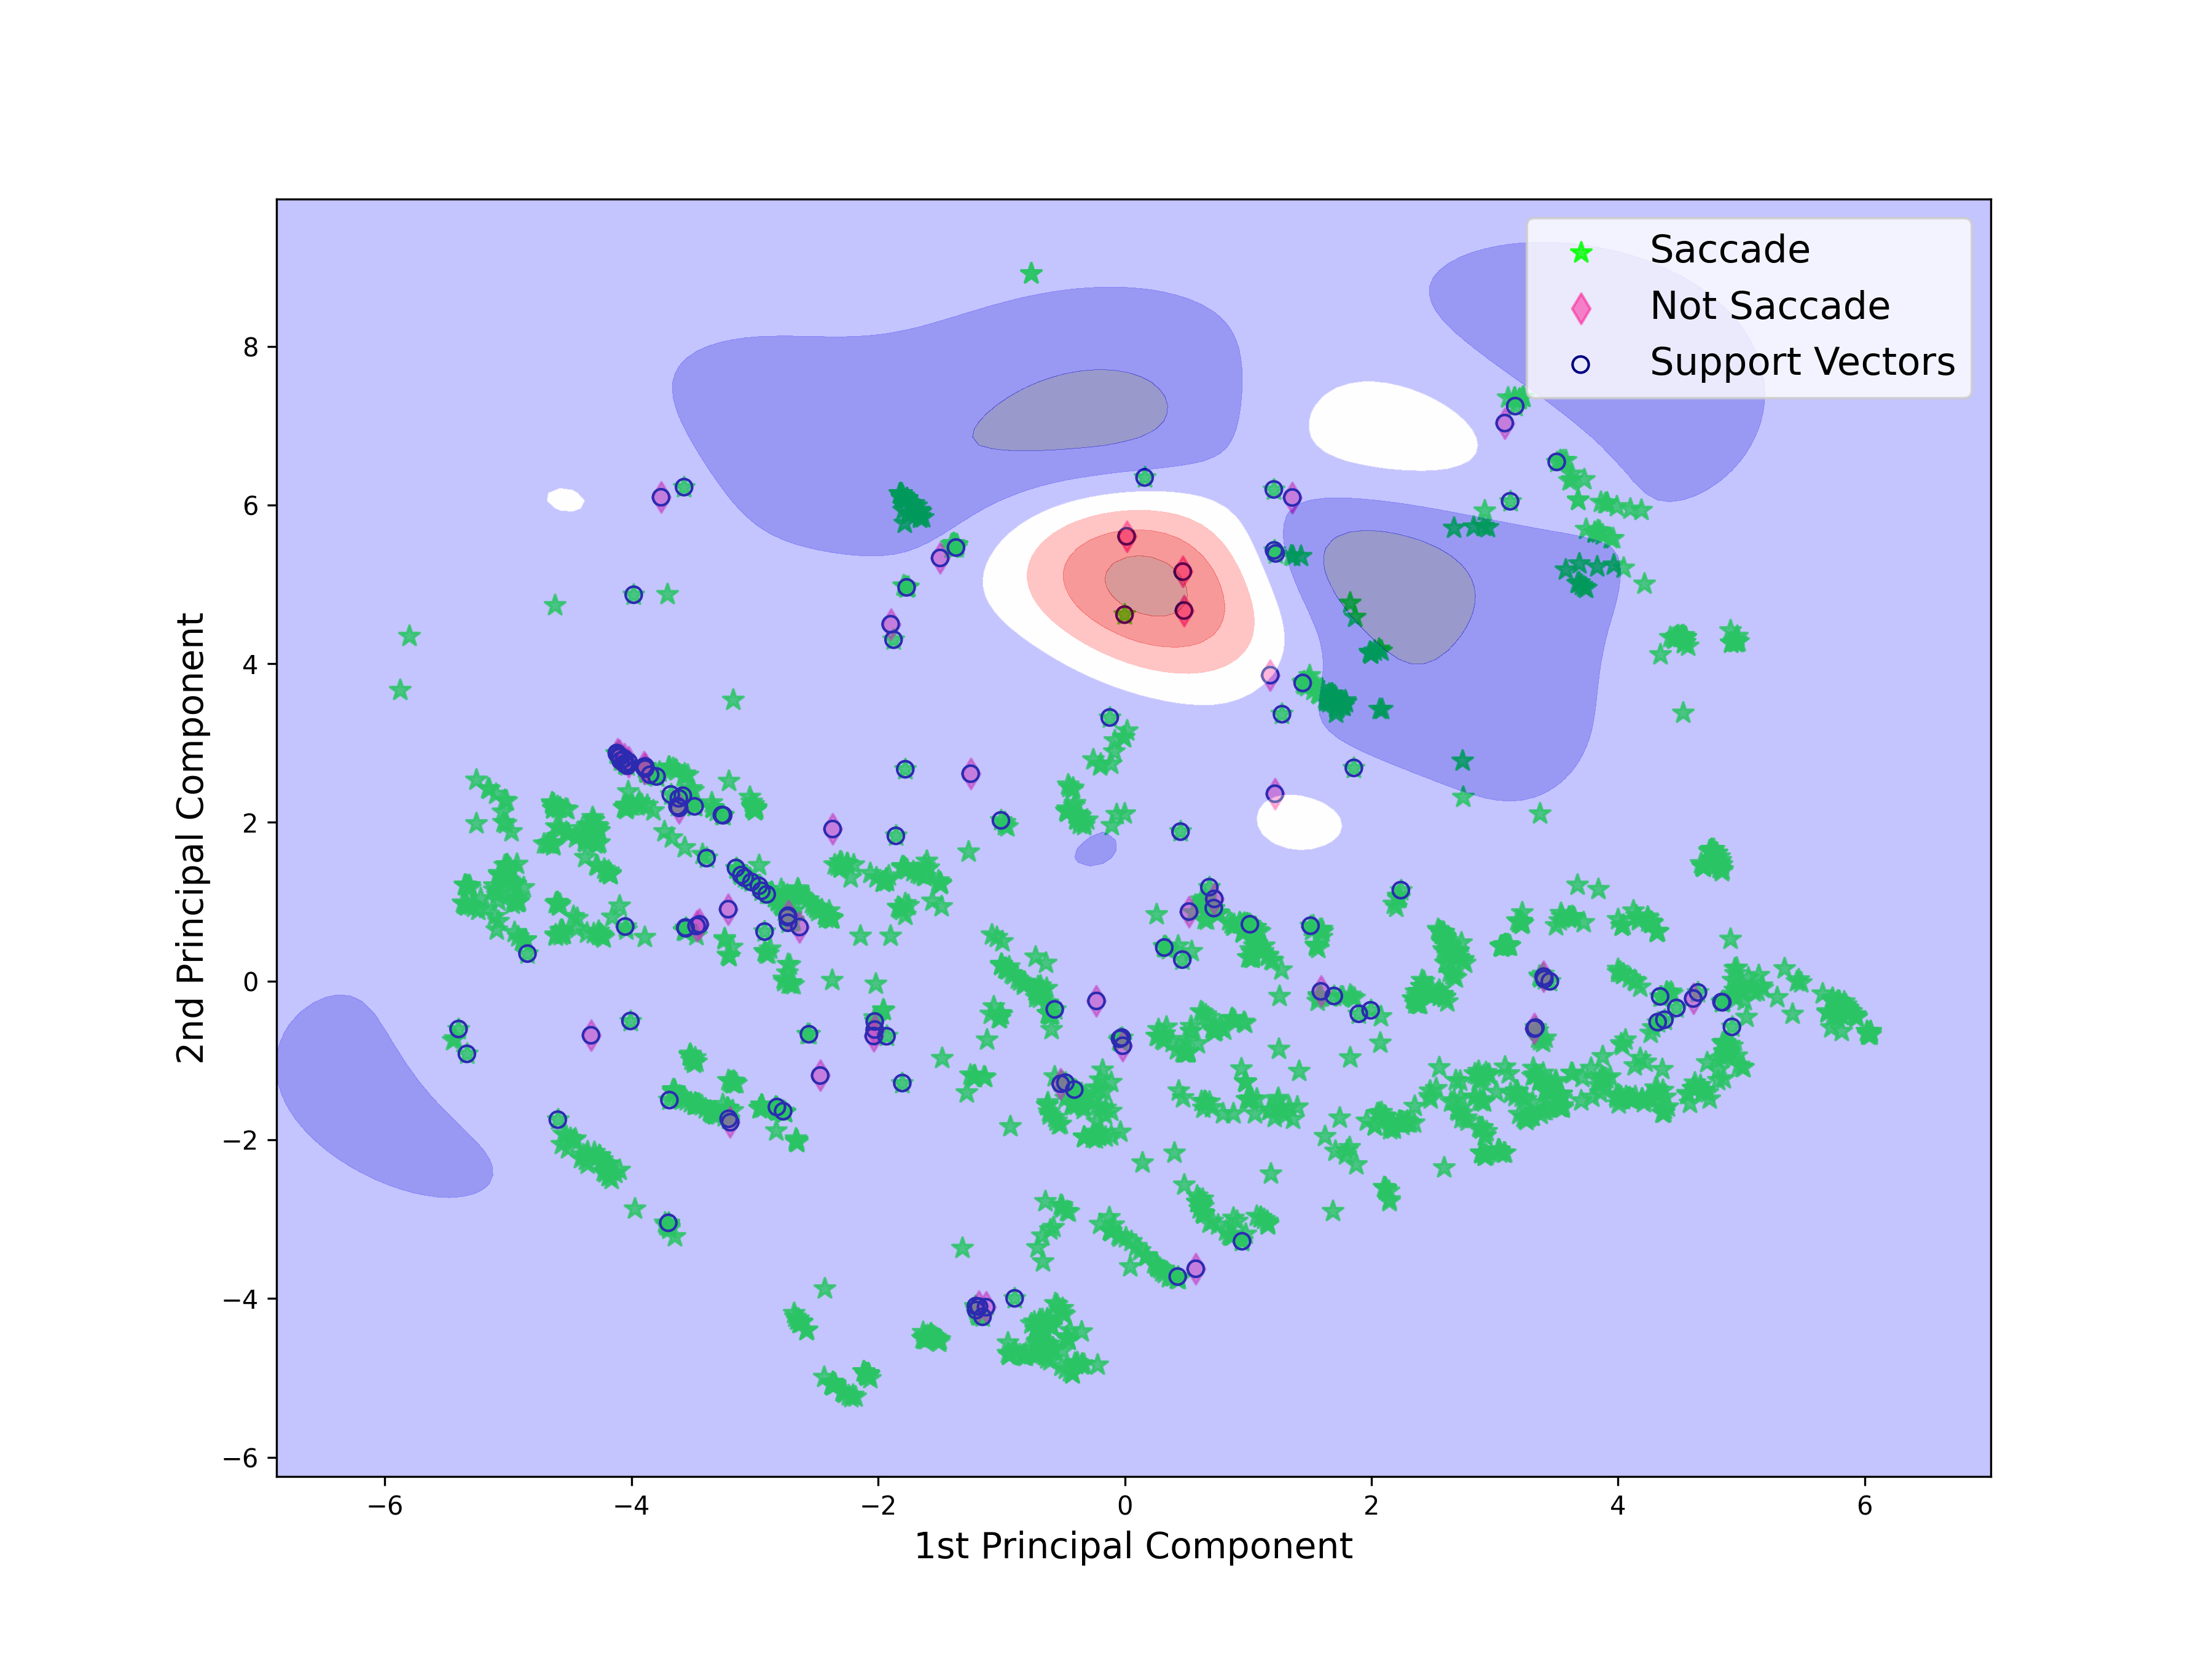 Saccade
Not Saccade
Support Vectors
8
6
4
2
0
−2
−4
−6
2nd Principal Component
−6 −4 −2 0 2 4 6
1st Principal Component